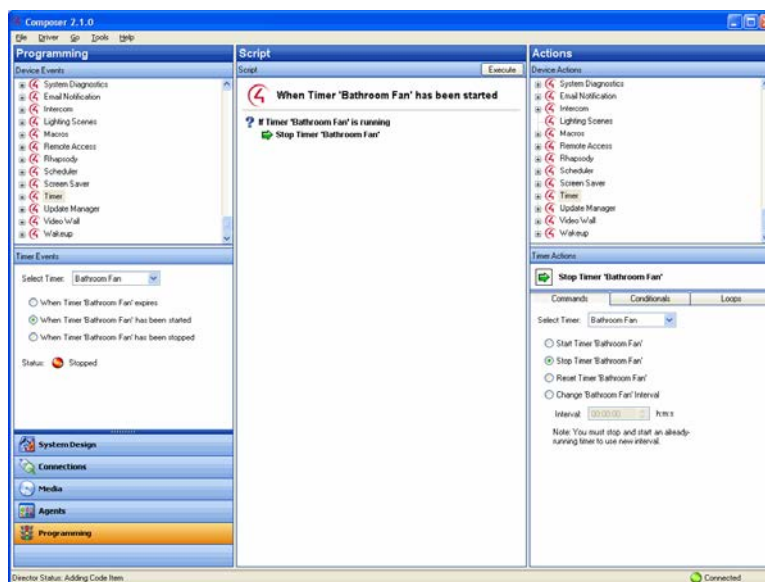 Composer 2.1.0
File Driver Go Tools Help
Programming
Device Events
System Diagnostics
Email Notification
Intercom
Lighting Scenes
Macros
Remote Access
Rhapsody
Scheduler
Screen Saver
Timer
Update Manager
Video Wall
Wakeup
Timer Events
Select Timer: Bathroom Fan
When Timer 'Bathroom Fan' expires
When Timer 'Bathroom Fan' has been started
When Timer 'Bathroom Fan' has been stopped
Status: Stopped
System Design
Connections
Media
Agents
Programming
Script
Script Execute
When Timer 'Bathroom Fan' has been started
If Timer 'Bathroom Fan' is running
Stop Timer 'Bathroom Fan'
Actions
Device Actions
System Diagnostics
Email Notification
Intercom
Lighting Scenes
Macros
Remote Access
Rhapsody
Scheduler
Screen Saver
Timer
Update Manager
Video Wall
Wakeup
Timer Actions
Stop Timer 'Bathroom Fan'
Commands Conditionals Loops
Select Timer: Bathroom Fan
Start Timer 'Bathroom Fan'
Stop Timer 'Bathroom Fan'
Reset Timer 'Bathroom Fan'
Change 'Bathroom Fan' Interval
Interval: 00:00:00 h:m:s
Note: You must stop and start an already-
running timer to use new interval.
Director Status: Adding Code Item
Connected